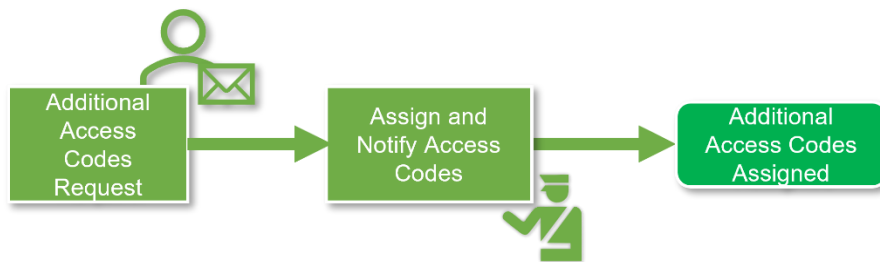 Additional
Access
Codes
Request
Assign and
Notify Access
Codes
Additional
Access Codes
Assigned